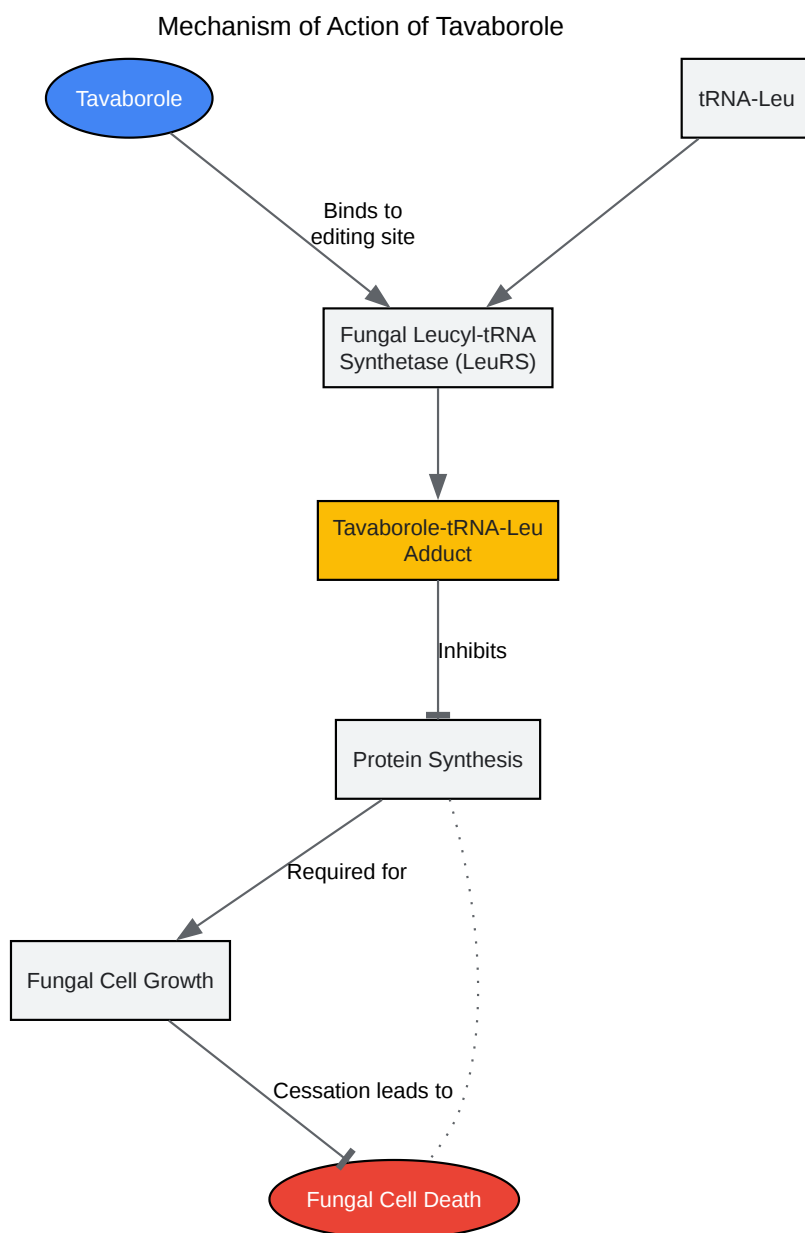 Mechanism of Action of Tavaborole
Tavaborole
tRNA-Leu
Binds to
editing site
Fungal Leucyl-tRNA
Synthetase (LeuRS)
Tavaborole-tRNA-Leu
Adduct
Inhibits
Protein Synthesis
Required for
Fungal Cell Growth
Cessation leads to
Fungal Cell Death